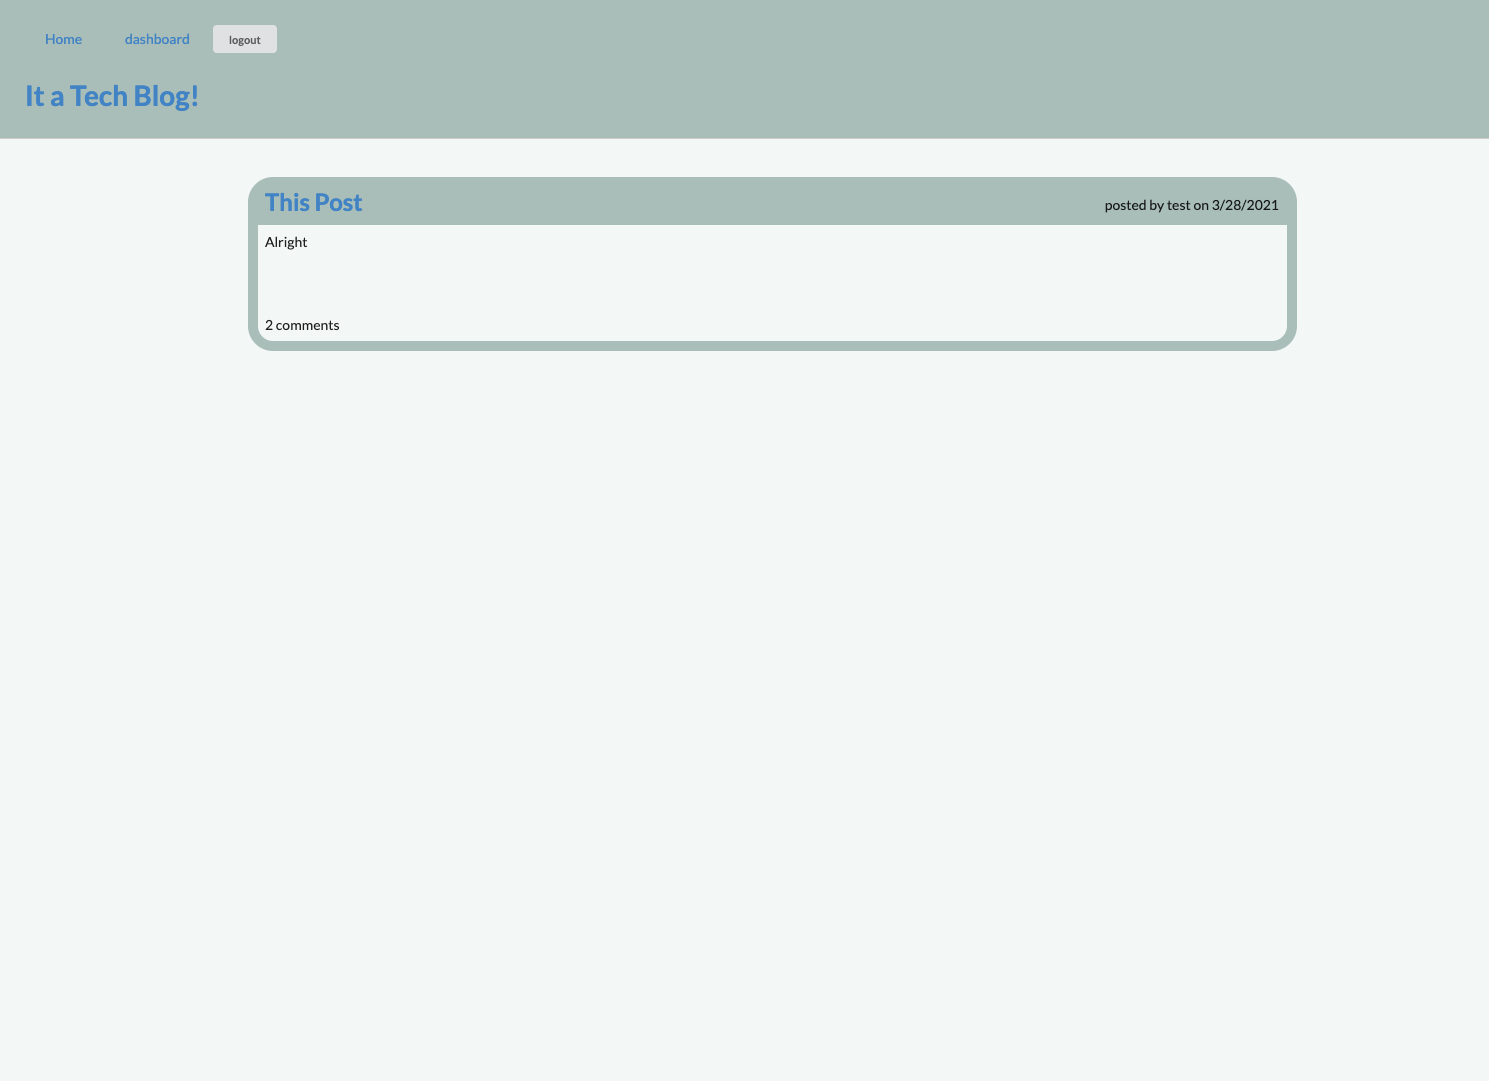 Home dashboard logout
It a Tech Blog!
This Post posted by test on 3/28/2021
Alright
2 comments